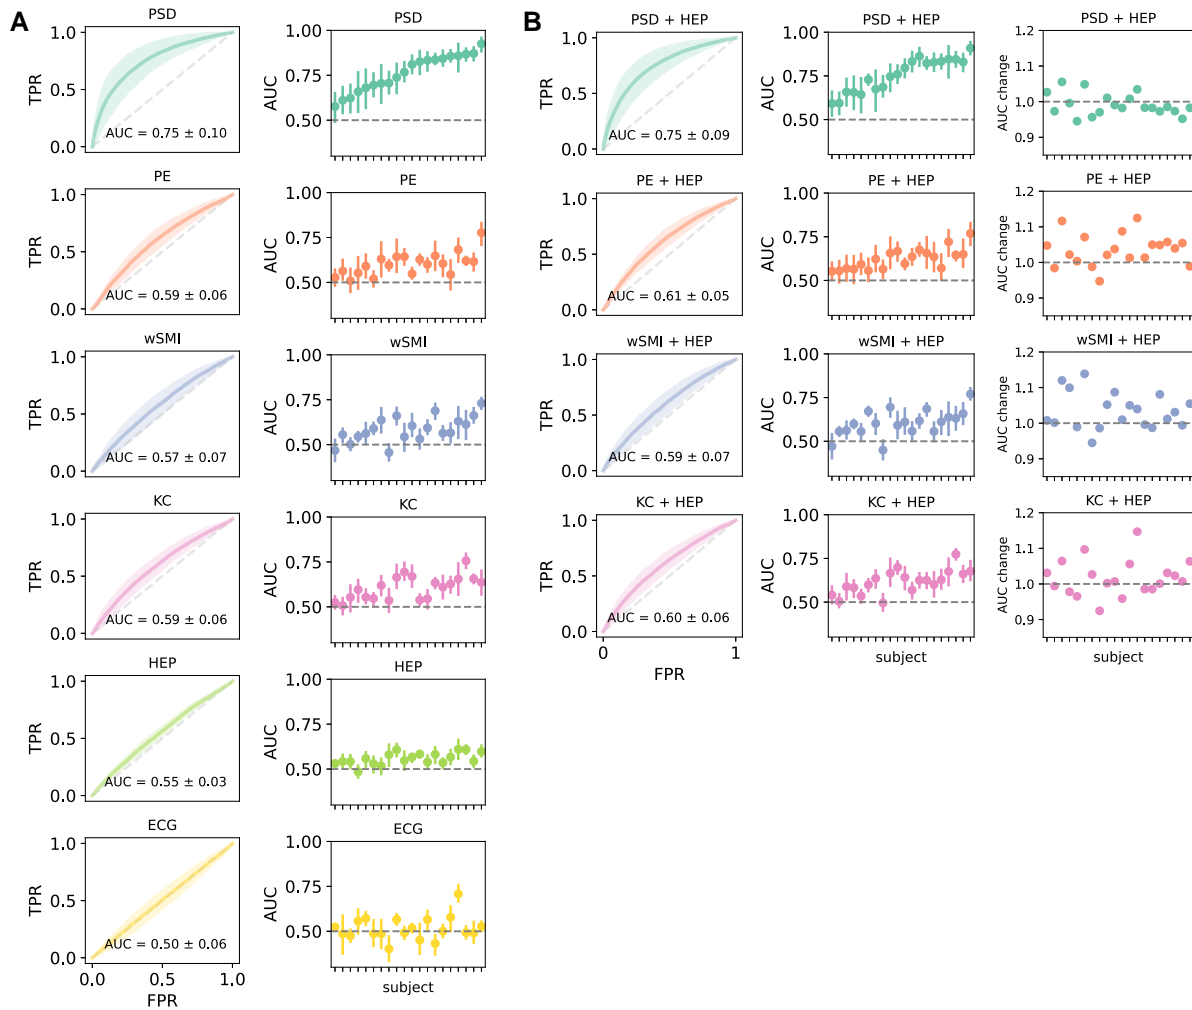 A
B
PSD
TPR
1.0
0.5
0.0
AUC = 0.75 ± 0.10
PSD
AUC
1.00
0.75
0.50
PSD + HEP
TPR
1.0
0.5
0.0
AUC = 0.75 ± 0.09
PSD + HEP
AUC
1.00
0.75
0.50
PSD + HEP
AUC change
1.2
1.1
1.0
0.9
PE
TPR
1.0
0.5
0.0
AUC = 0.59 ± 0.06
PE
AUC
1.00
0.75
0.50
PE + HEP
TPR
1.0
0.5
0.0
AUC = 0.61 ± 0.05
PE + HEP
AUC
1.00
0.75
0.50
PE + HEP
AUC change
1.2
1.1
1.0
0.9
wSMI
TPR
1.0
0.5
0.0
AUC = 0.57 ± 0.07
wSMI
AUC
1.00
0.75
0.50
wSMI + HEP
TPR
1.0
0.5
0.0
AUC = 0.59 ± 0.07
wSMI + HEP
AUC
1.00
0.75
0.50
wSMI + HEP
AUC change
1.2
1.1
1.0
0.9
KC
TPR
1.0
0.5
0.0
AUC = 0.59 ± 0.06
KC
AUC
1.00
0.75
0.50
KC + HEP
TPR
1.0
0.5
0.0
AUC = 0.60 ± 0.06
0
1
FPR
KC + HEP
AUC
1.00
0.75
0.50
subject
KC + HEP
AUC change
1.2
1.1
1.0
0.9
subject
HEP
TPR
1.0
0.5
0.0
AUC = 0.55 ± 0.03
HEP
AUC
1.00
0.75
0.50
ECG
TPR
1.0
0.5
0.0
AUC = 0.50 ± 0.06
0.0
0.5
1.0
FPR
ECG
AUC
1.00
0.75
0.50
subject